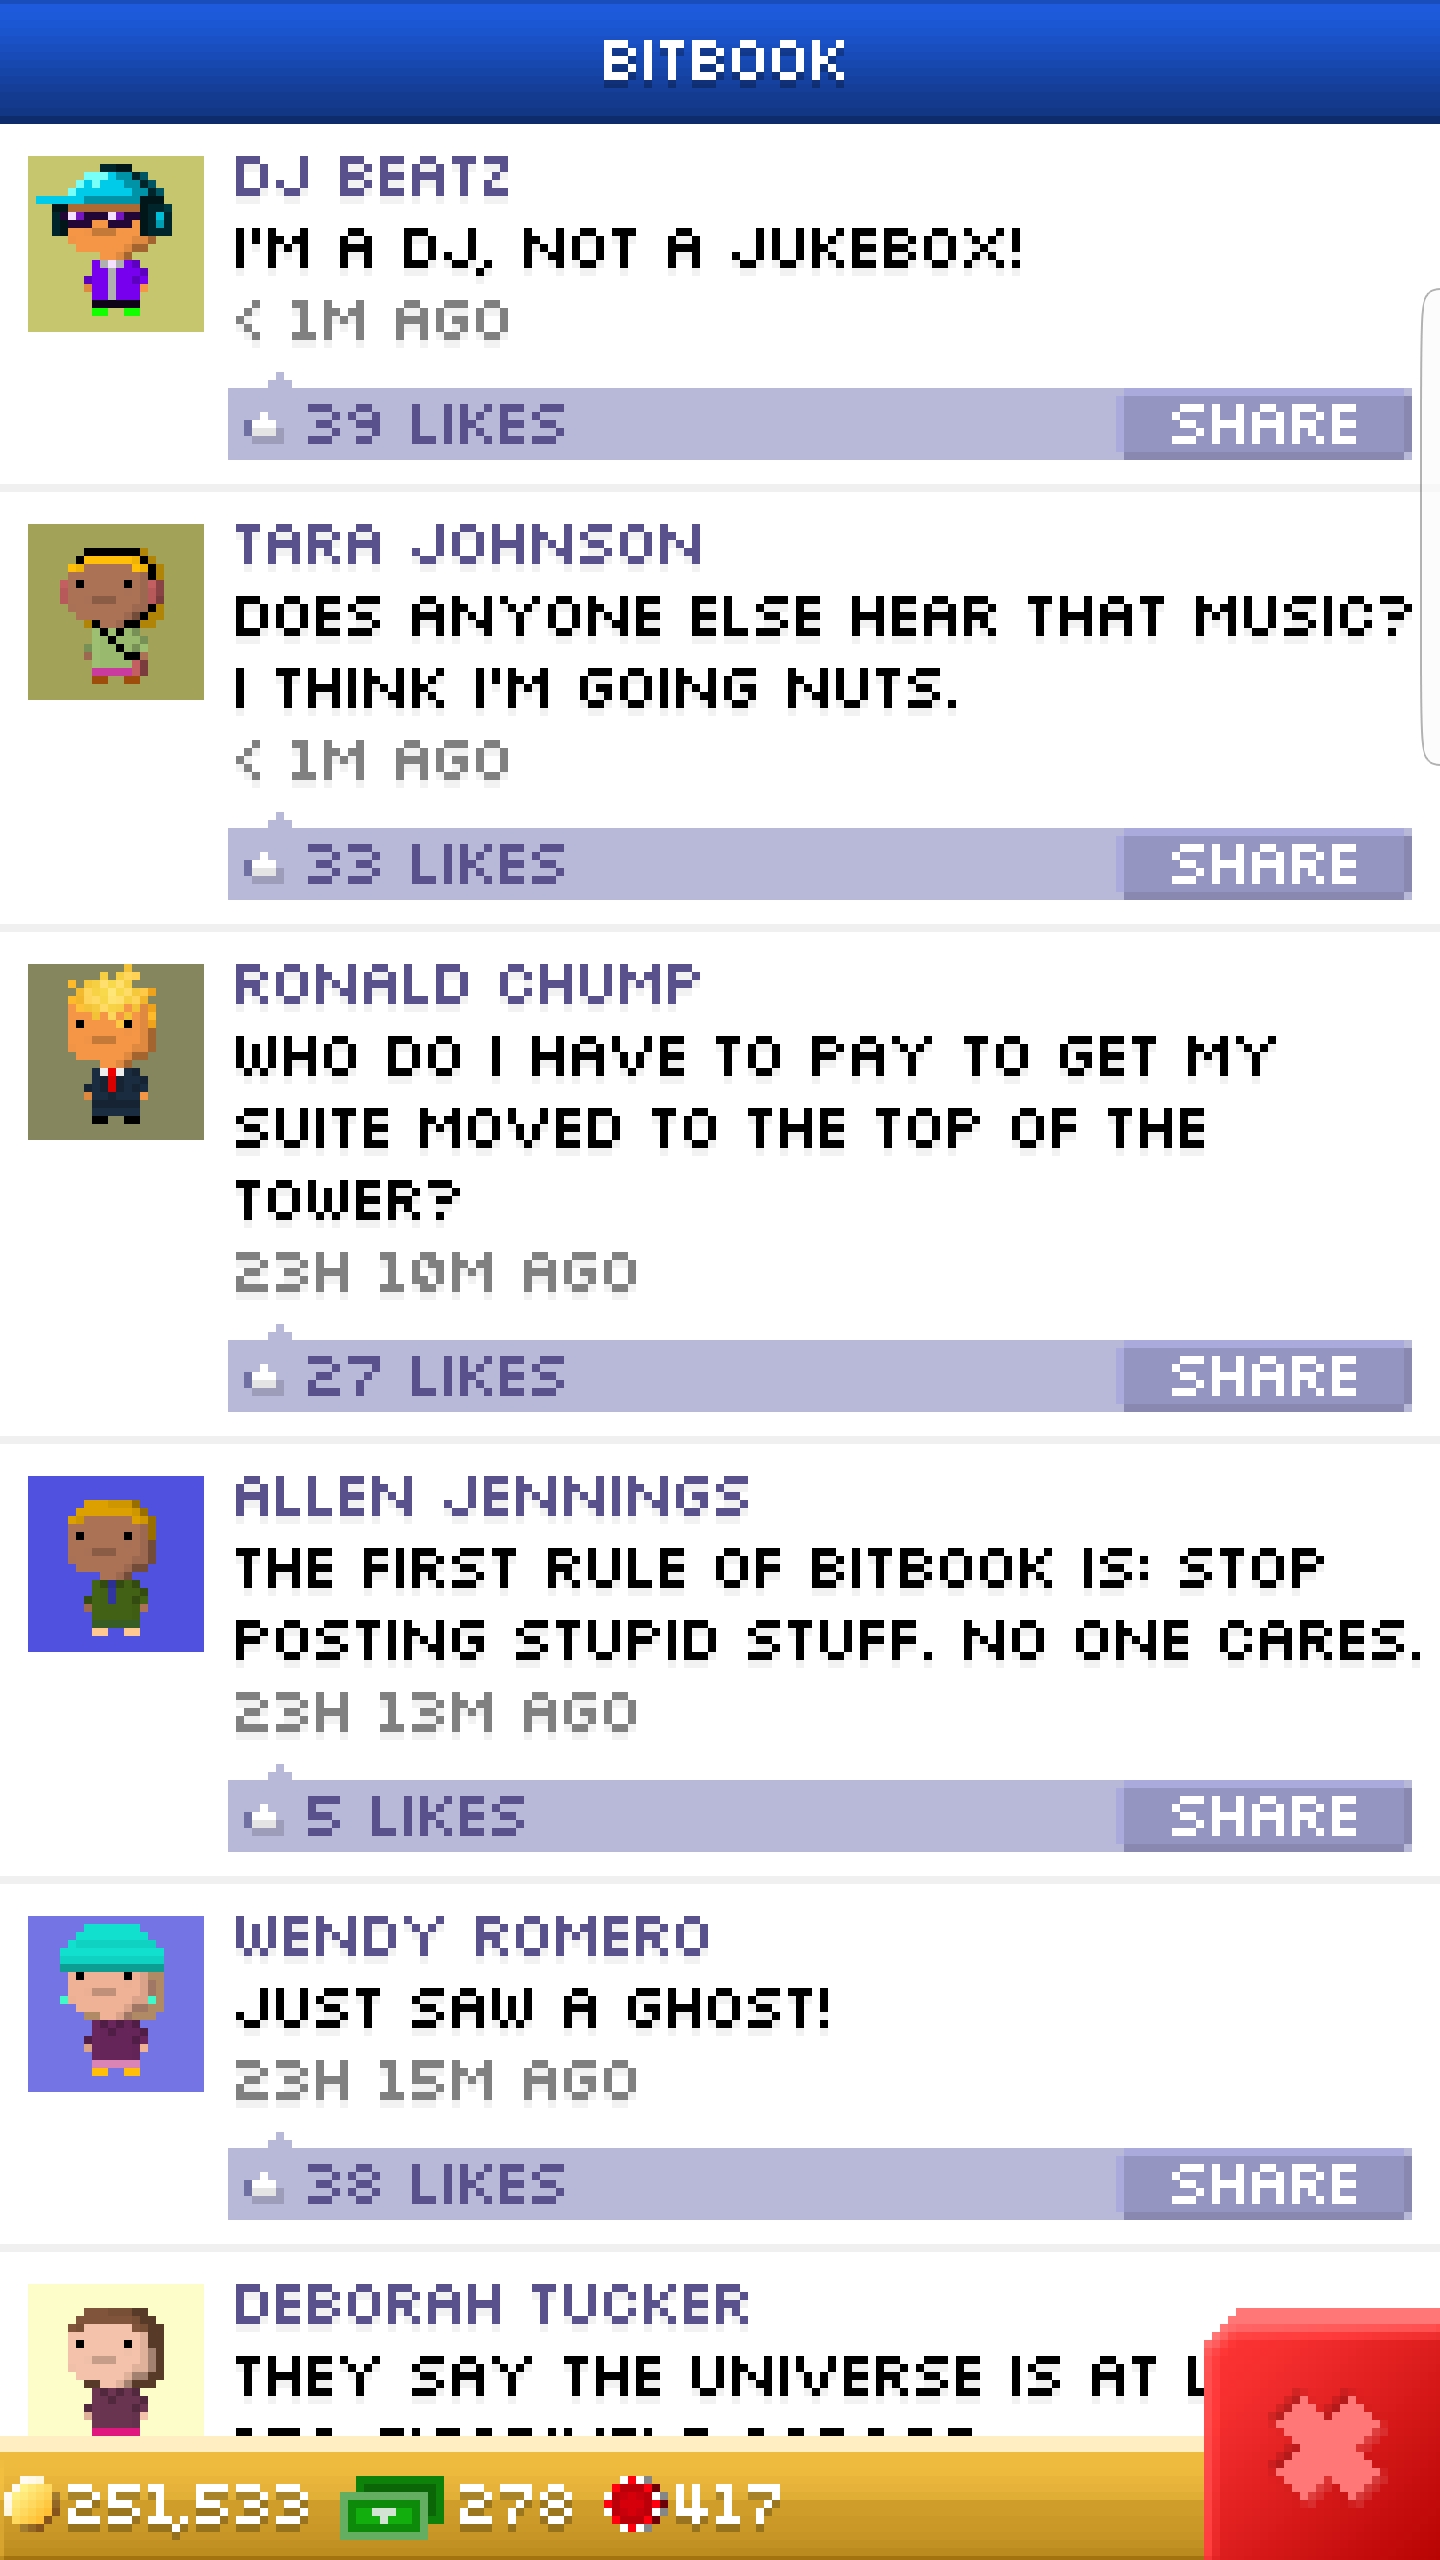 BITBOOK
DJ BEATZ
I'M A DJ, NOT A JUKEBOX!
< 1M AGO
39 LIKES SHARE
TARA JOHNSON
DOES ANYONE ELSE HEAR THAT MUSIC?
I THINK I'M GOING NUTS.
< 1M AGO
33 LIKES SHARE
RONALD CHUMP
WHO DO I HAVE TO PAY TO GET MY
SUITE MOVED TO THE TOP OF THE
TOWER?
23H 10M AGO
27 LIKES SHARE
ALLEN JENNINGS
THE FIRST RULE OF BITBOOK IS: STOP
POSTING STUPID STUFF. NO ONE CARES.
23H 13M AGO
5 LIKES SHARE
WENDY ROMERO
JUST SAW A GHOST!
23H 15M AGO
38 LIKES SHARE
DEBORAH TUCKER
THEY SAY THE UNIVERSE IS AT
251,533 278 417